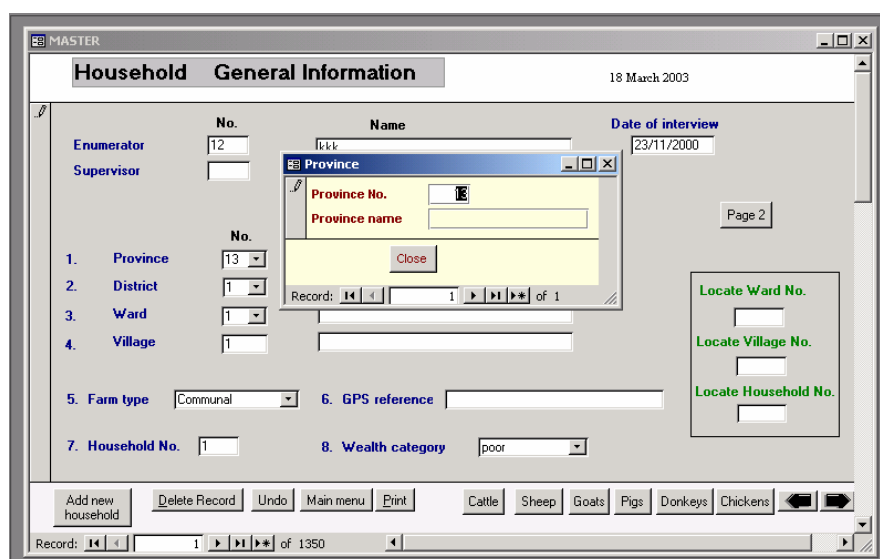 MASTER
Household General Information
18 March 2003
No. Name Date of interview
Enumerator 12 kkk 23/11/2000
Supervisor
Province
Province No. 13
Province name
Close
Record: 1 of 1
Page 2
No.
1. Province 13
2. District 1
3. Ward 1
4. Village 1
Locate Ward No.
Locate Village No.
Locate Household No.
5. Farm type Communal 6. GPS reference
7. Household No. 1 8. Wealth category poor
Add new household Delete Record Undo Main menu Print Cattle Sheep Goats Pigs Donkeys Chickens
Record: 1 of 1350